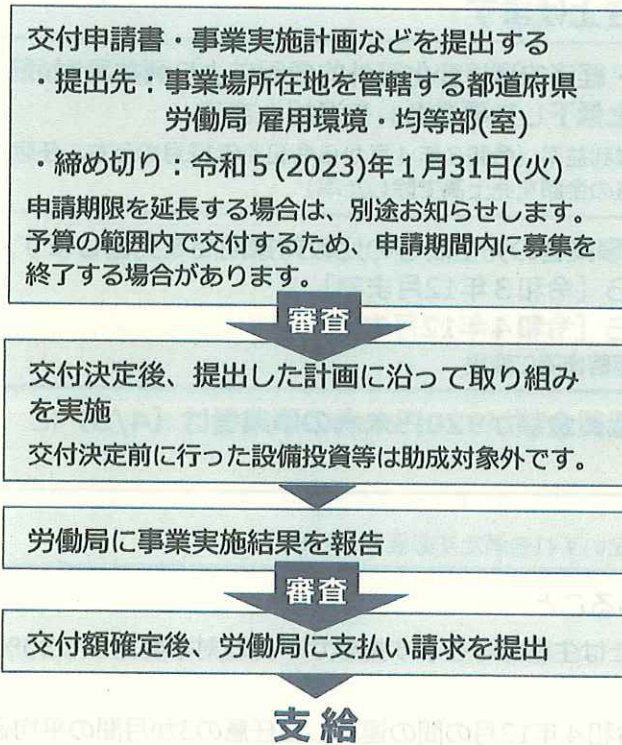 交付申請書・事業実施計画などを提出する
・提出先：事業場所在地を管轄する都道府県
労働局 雇用環境・均等部(室)
・締め切り：令和５(2023)年１月31日(火)
申請期限を延長する場合は、別途お知らせします。
予算の範囲内で交付するため、申請期間内に募集を
終了する場合があります。
審査
交付決定後、提出した計画に沿って取り組み
を実施
交付決定前に行った設備投資等は助成対象外です。
労働局に事業実施結果を報告
審査
交付額確定後、労働局に支払い請求を提出
支給